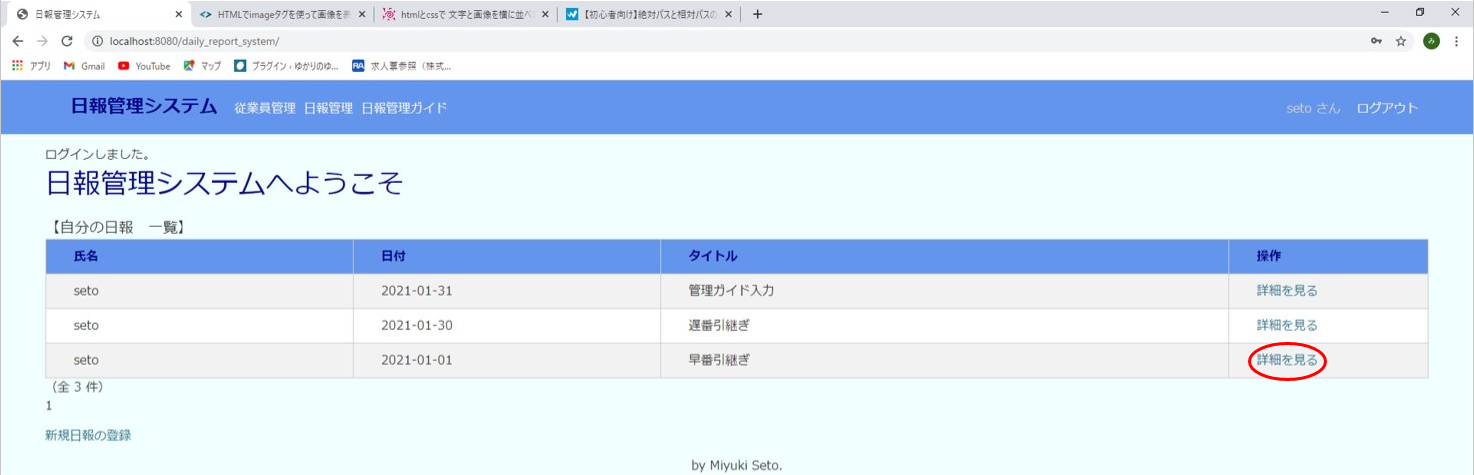 日報管理システム
HTMLでimageタグを使って画像を表
htmlとcssで 文字と画像を横に並べ
【初心者向け】絶対パスと相対パスの
localhost:8080/daily_report_system/
み
アプリ Gmail YouTube マップ プラグイン ‹ ゆかりのゆ... RA 求人票参照（株式...
日報管理システム 従業員管理 日報管理 日報管理ガイド seto さん ログアウト
ログインしました。
日報管理システムへようこそ
【自分の日報　一覧】
氏名 日付 タイトル 操作
seto 2021-01-31 管理ガイド入力 詳細を見る
seto 2021-01-30 遅番引継ぎ 詳細を見る
seto 2021-01-01 早番引継ぎ 詳細を見る
（全 3 件）
1
新規日報の登録
by Miyuki Seto.